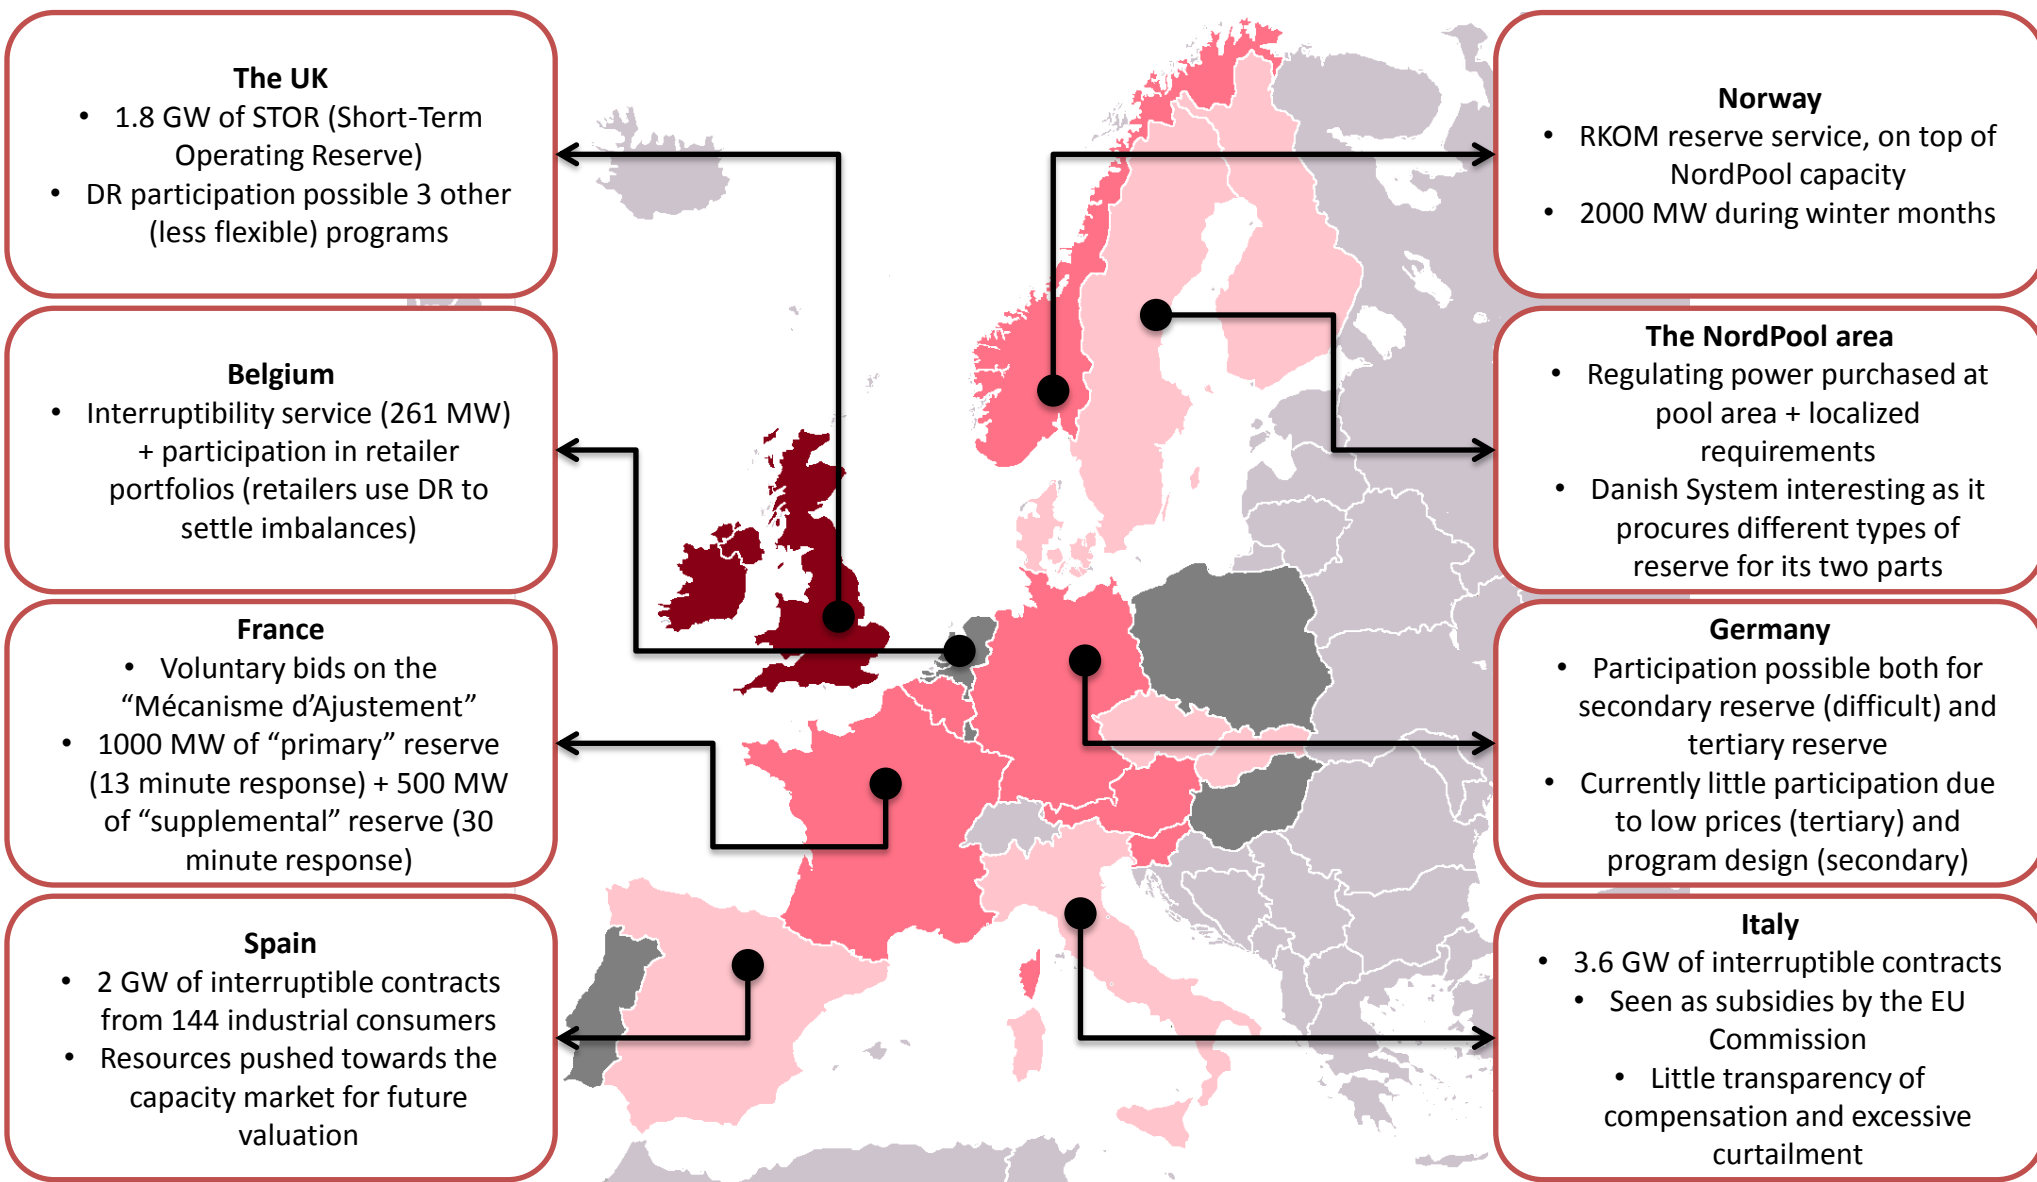 The UK
• 1.8 GW of STOR (Short-Term
Operating Reserve)
• DR participation possible 3 other
(less flexible) programs
Belgium
• Interruptibility service (261 MW)
+ participation in retailer
portfolios (retailers use DR to
settle imbalances)
France
• Voluntary bids on the
“Mécanisme d’Ajustement”
• 1000 MW of “primary” reserve
(13 minute response) + 500 MW
of “supplemental” reserve (30
minute response)
Spain
• 2 GW of interruptible contracts
from 144 industrial consumers
• Resources pushed towards the
capacity market for future
valuation
Norway
• RKOM reserve service, on top of
NordPool capacity
• 2000 MW during winter months
The NordPool area
• Regulating power purchased at
pool area + localized
requirements
• Danish System interesting as it
procures different types of
reserve for its two parts
Germany
• Participation possible both for
secondary reserve (difficult) and
tertiary reserve
• Currently little participation due
to low prices (tertiary) and
program design (secondary)
Italy
• 3.6 GW of interruptible contracts
• Seen as subsidies by the EU
Commission
• Little transparency of
compensation and excessive
curtailment